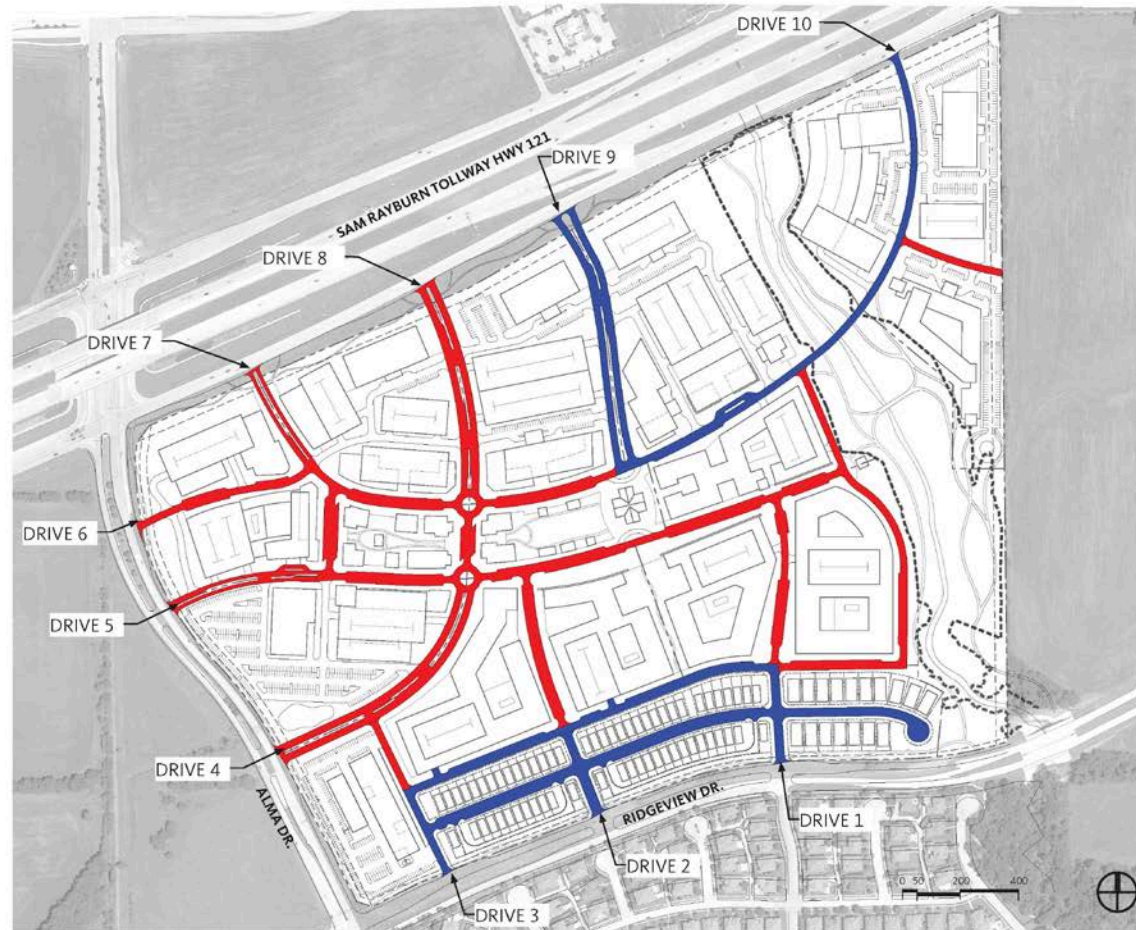 DRIVE 10
SAM RAYBURN TOLLWAY HWY 121
DRIVE 9
DRIVE 8
DRIVE 7
DRIVE 6
DRIVE 5
DRIVE 4
ALMA DR.
RIDGEVIEW DR.
DRIVE 1
DRIVE 2
DRIVE 3
0 50 200 400